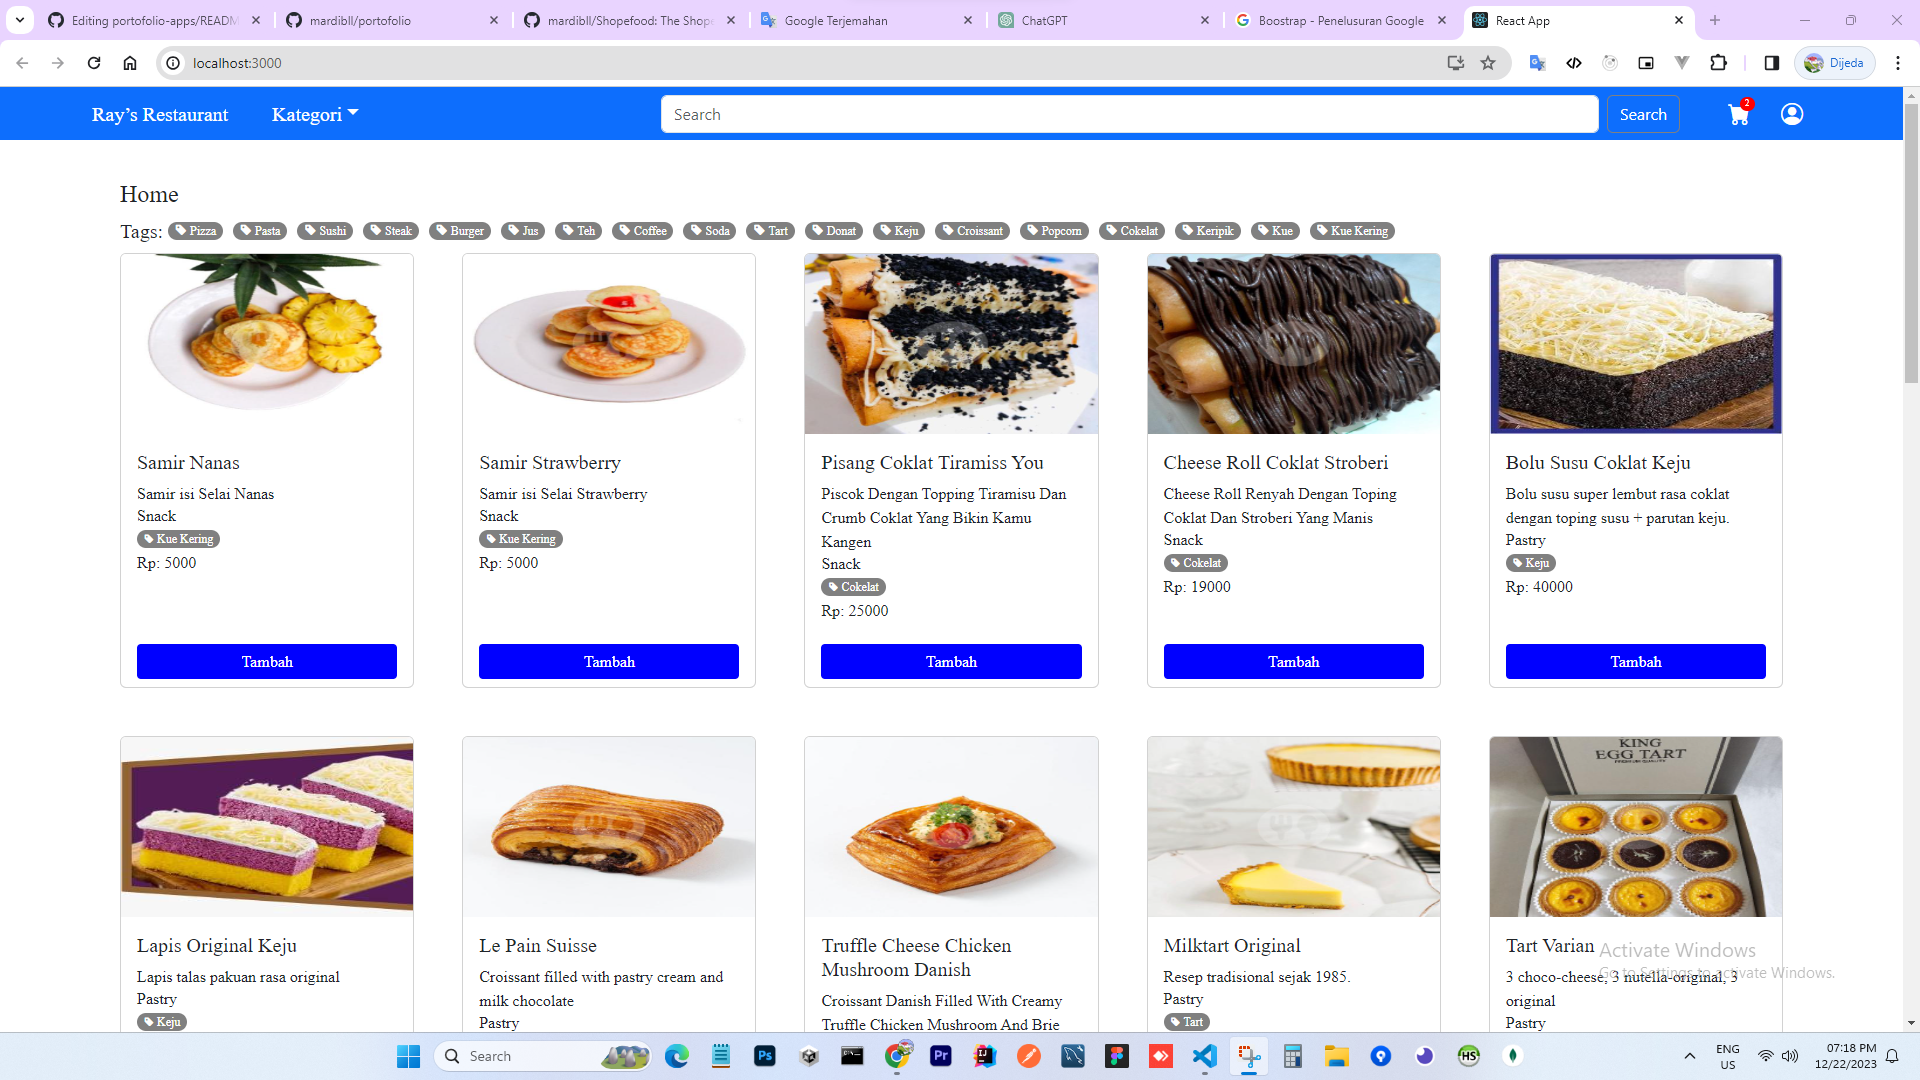 Editing portofolio-apps/READM
mardibll/portofolio
mardibll/Shopefood: The Shope
Google Terjemahan
ChatGPT
Boostrap - Penelusuran Google
React App
localhost:3000
Dijeda
Ray's Restaurant
Kategori
Search
Search
2
Home
Tags: Pizza Pasta Sushi Steak Burger Jus Teh Coffee Soda Tart Donat Keju Croissant Popcorn Cokelat Keripik Kue Kue Kering
Samir Nanas
Samir isi Selai Nanas
Snack
Kue Kering
Rp: 5000
Tambah
Samir Strawberry
Samir isi Selai Strawberry
Snack
Kue Kering
Rp: 5000
Tambah
Pisang Coklat Tiramiss You
Piscok Dengan Topping Tiramisu Dan
Crumb Coklat Yang Bikin Kamu
Kangen
Snack
Cokelat
Rp: 25000
Tambah
Cheese Roll Coklat Stroberi
Cheese Roll Renyah Dengan Toping
Coklat Dan Stroberi Yang Manis
Snack
Cokelat
Rp: 19000
Tambah
Bolu Susu Coklat Keju
Bolu susu super lembut rasa coklat
dengan toping susu + parutan keju.
Pastry
Keju
Rp: 40000
Tambah
Lapis Original Keju
Lapis talas pakuan rasa original
Pastry
Keju
Le Pain Suisse
Croissant filled with pastry cream and
milk chocolate
Pastry
Truffle Cheese Chicken
Mushroom Danish
Croissant Danish Filled With Creamy
Truffle Chicken Mushroom And Brie
Milktart Original
Resep tradisional sejak 1985.
Pastry
Tart
KING
EGG TART
PREMIUM QUALITY
Tart Varian
3 choco-cheese, 3 nutella-original, 3
original
Pastry
Activate Windows
Go to Settings to activate Windows.
Search
Ps
Pr
IJ
HS
ENG
US
07:18 PM
12/22/2023